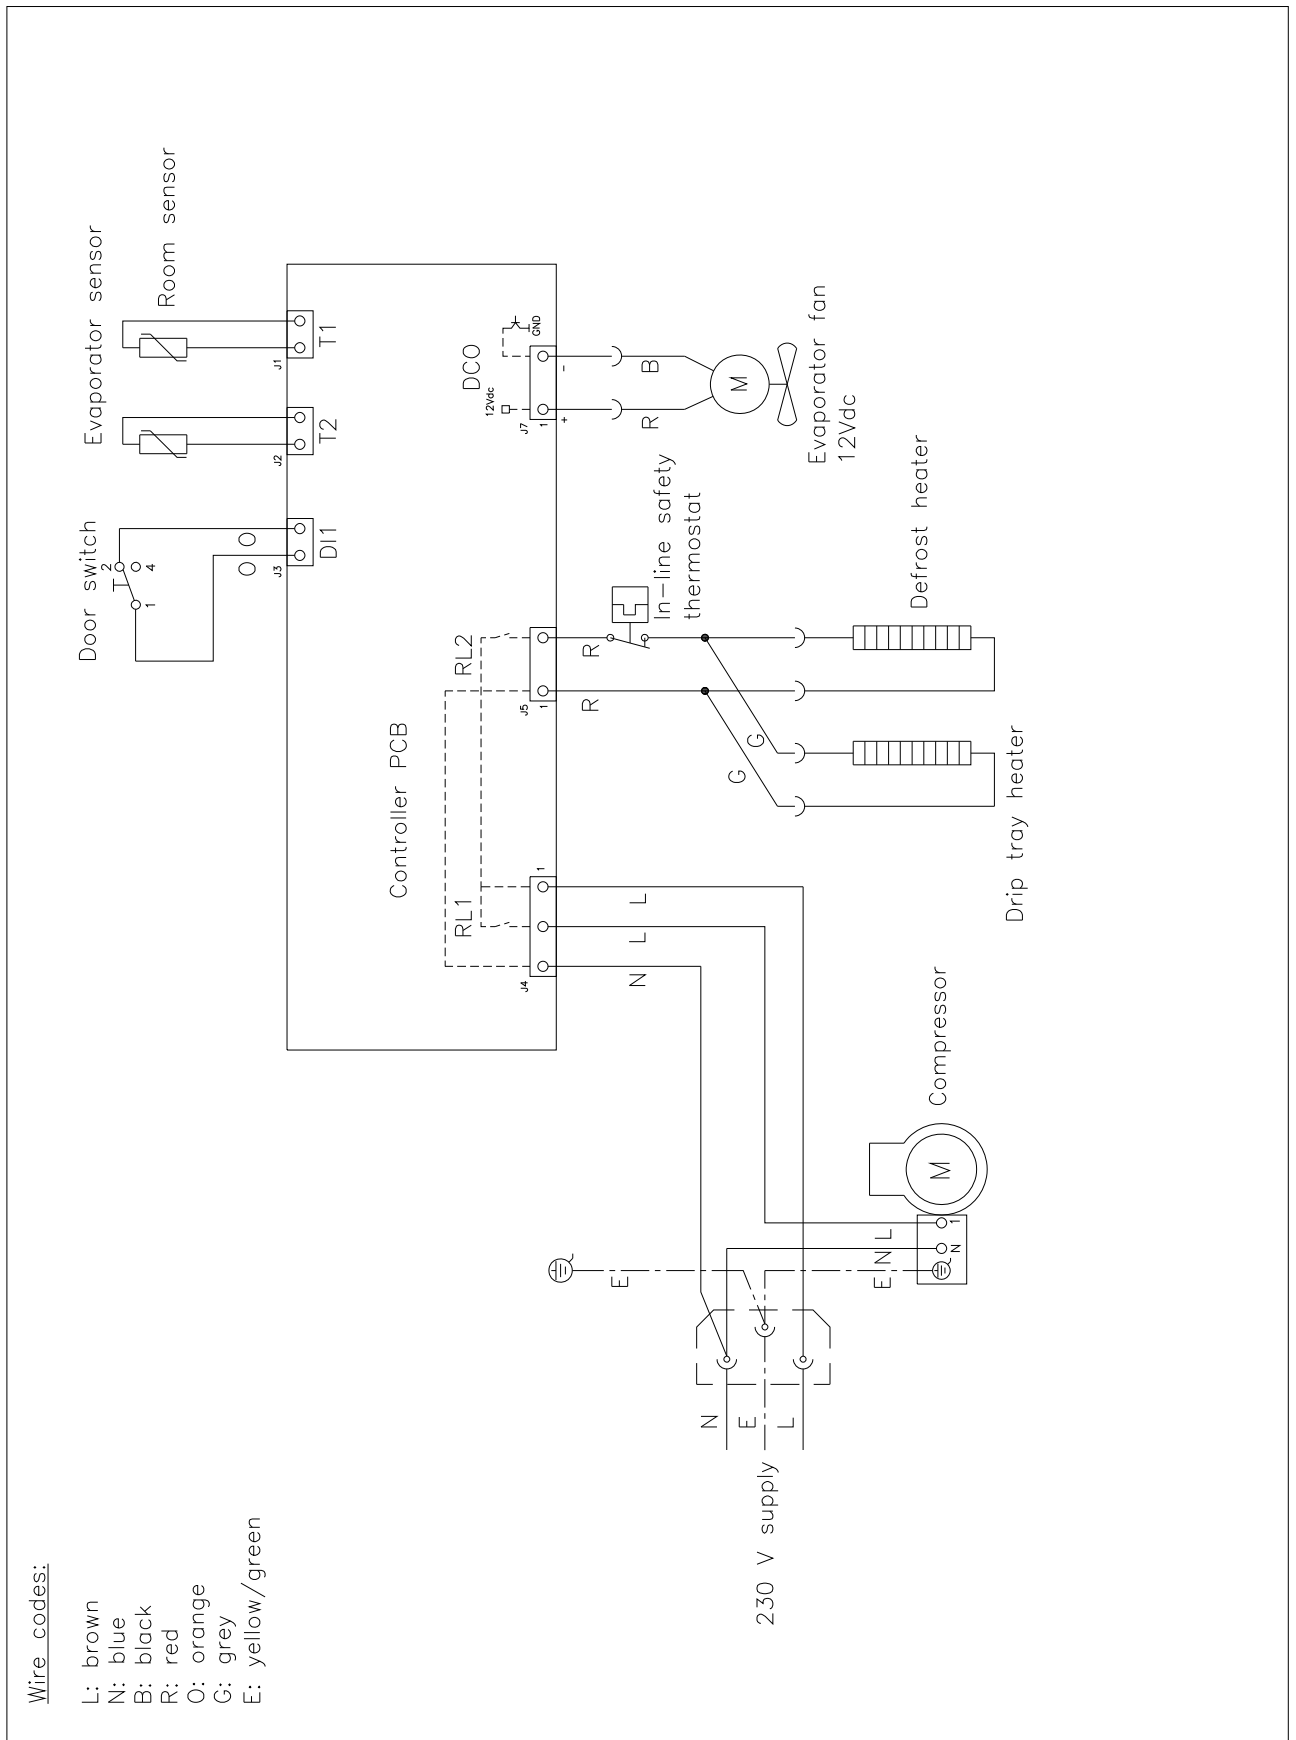 Wire codes:
L: brown
N: blue
B: black
R: red
O: orange
G: grey
E: yellow/green
Door switch
2
4
1
Evaporator sensor
Room sensor
O O
J3
DI1
J2
T2
J1
T1
Controller PCB
RL1
RL2
DCO
12Vdc
GND
J4
1
J5
1
J7
1
+
-
N
L
L
R
R
R
B
In-line safety
thermostat
M
Evaporator fan
12Vdc
G
G
Defrost heater
Drip tray heater
E
N
E
L
230 V supply
E
N
L
N
1
M
Compressor